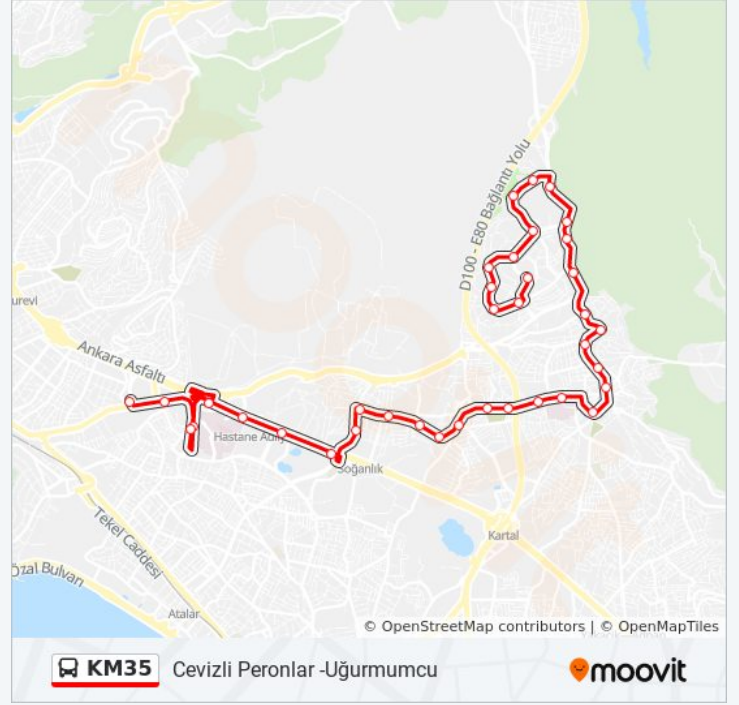 D100 - E80 Bağlantı Yolu
urevi
Ankara Asfaltı
Hastane Adliy
Soğanlık
Tekel Caddesi
Kartal
Özal Bulvarı
Atalar
© OpenStreetMap contributors | © OpenMapTiles
KM35
Cevizli Peronlar -Uğurmumcu
moovit